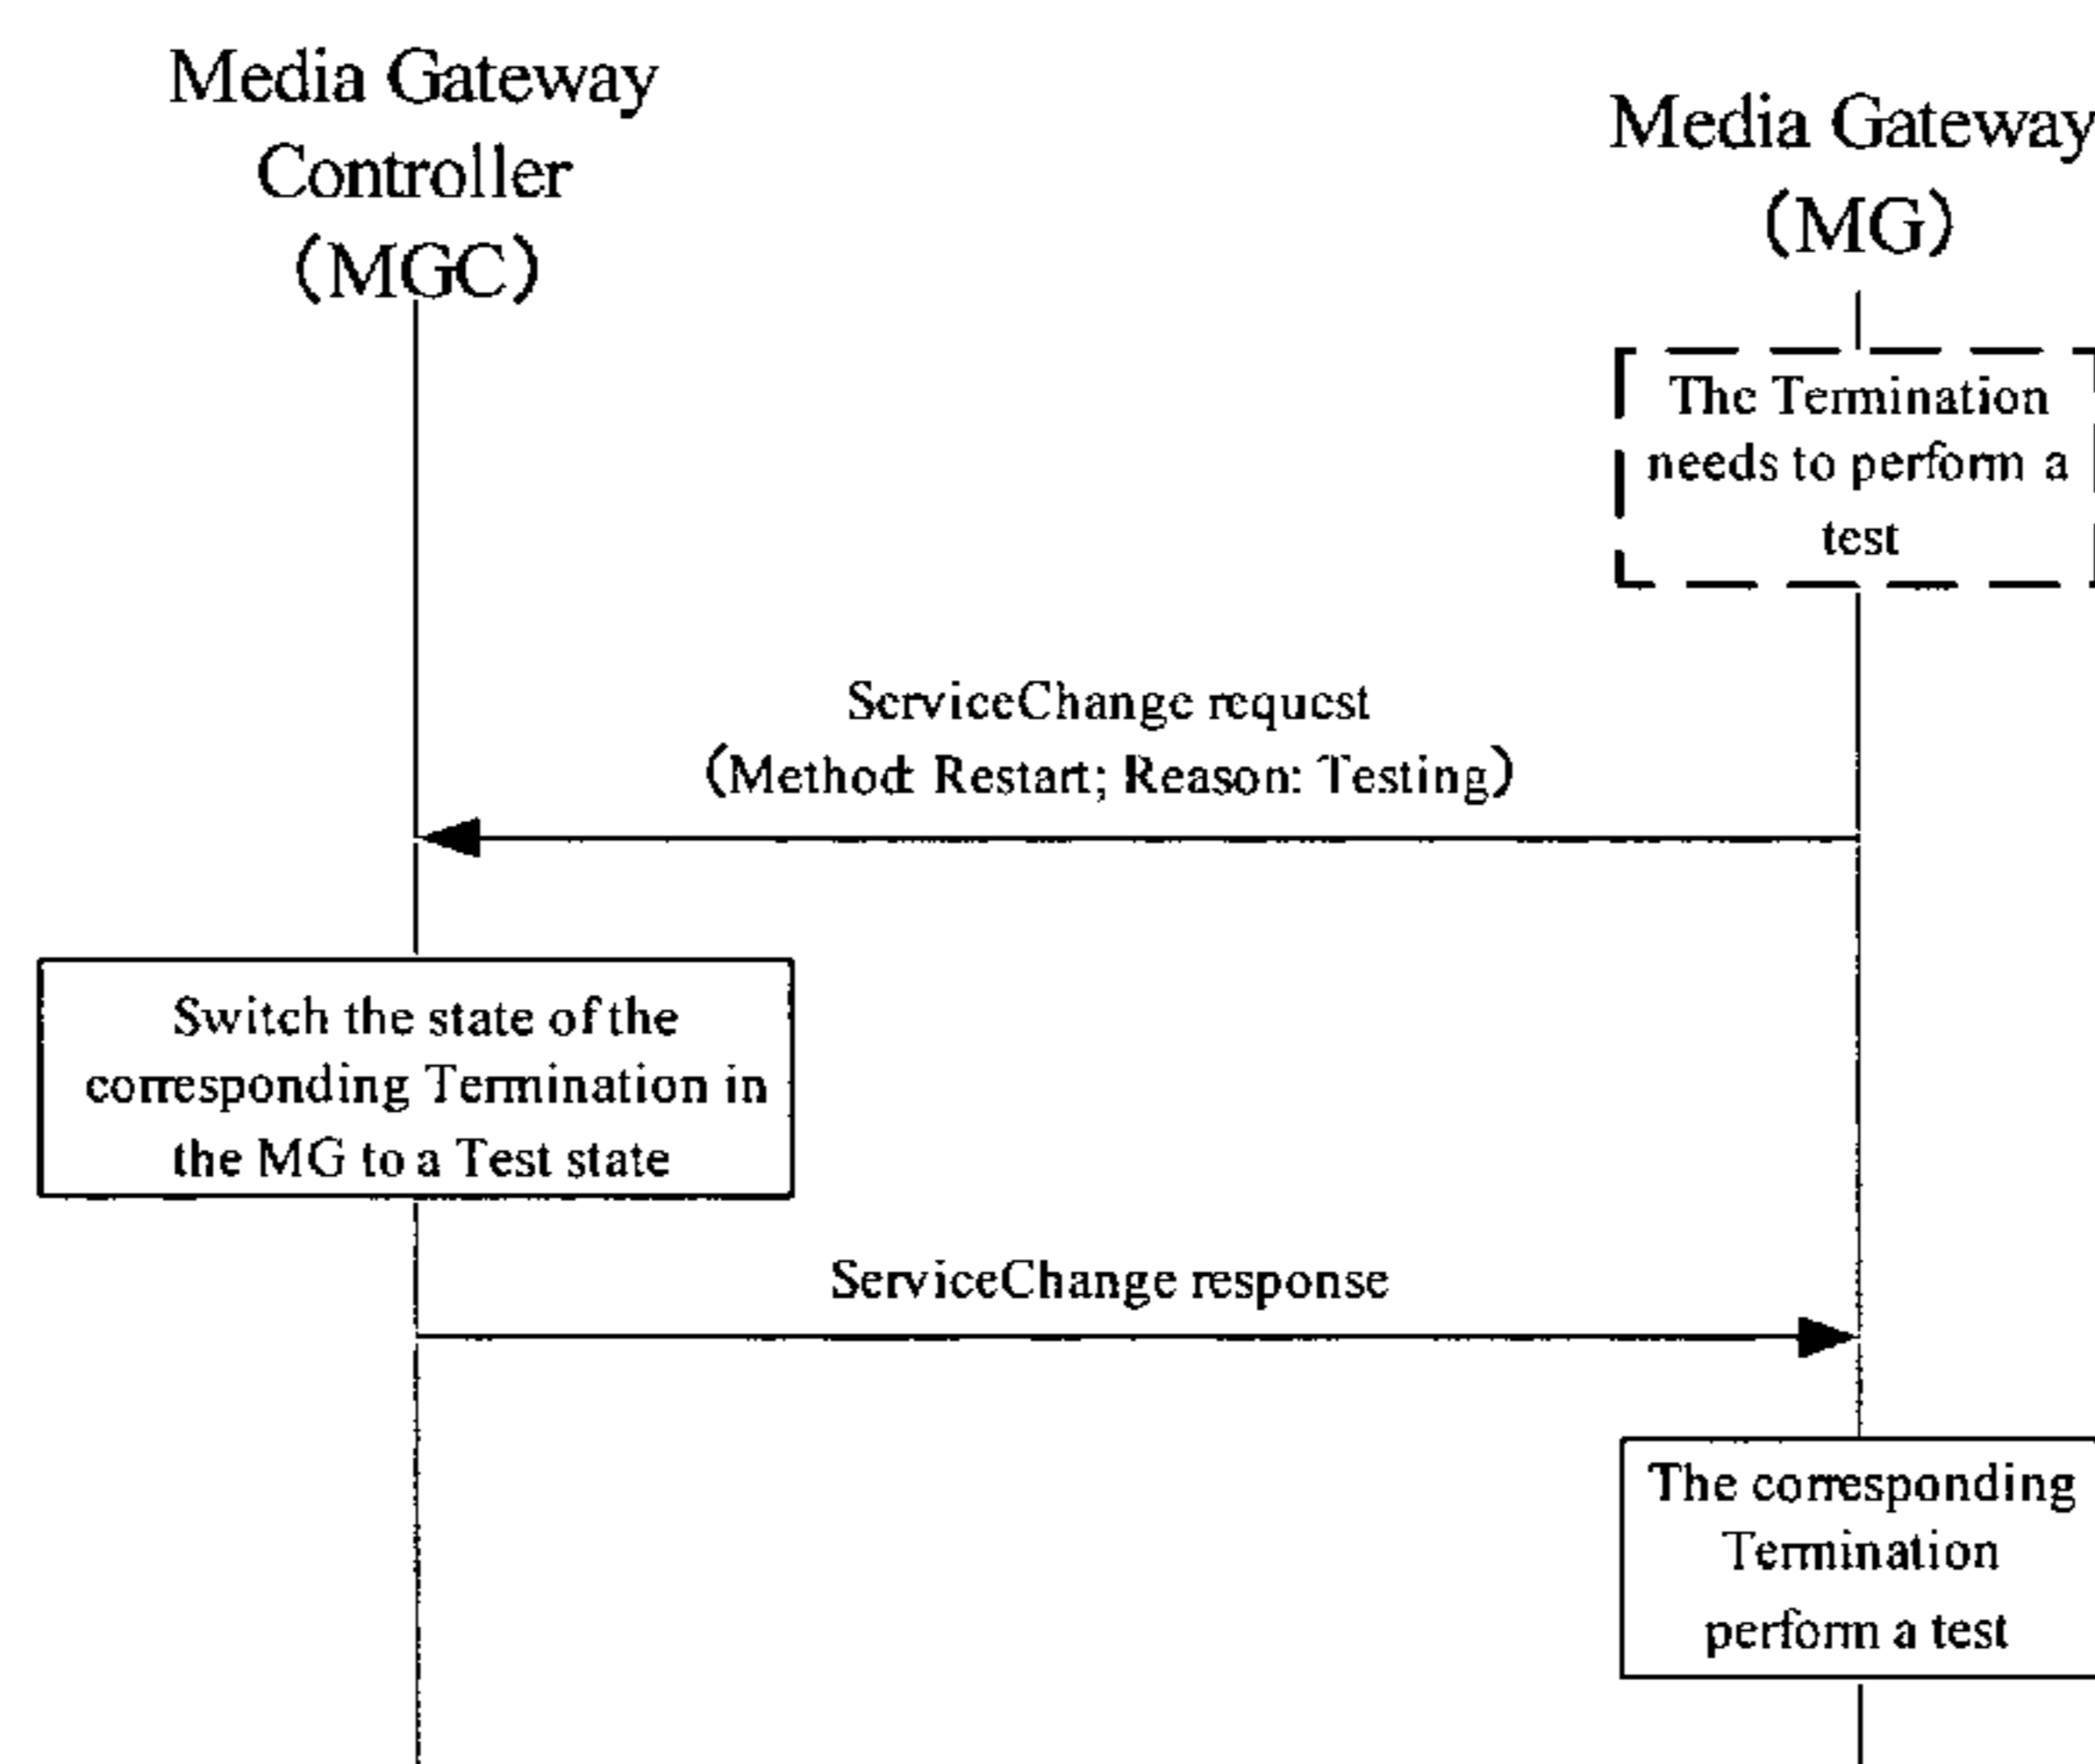 Media Gateway
Controller
(MGC)
Media Gateway
(MG)
The Termination
needs to perform a
test
ServiceChange request
(Method: Restart; Reason: Testing)
Switch the state of the
corresponding Termination in
the MG to a Test state
ServiceChange response
The corresponding
Termination
perform a test